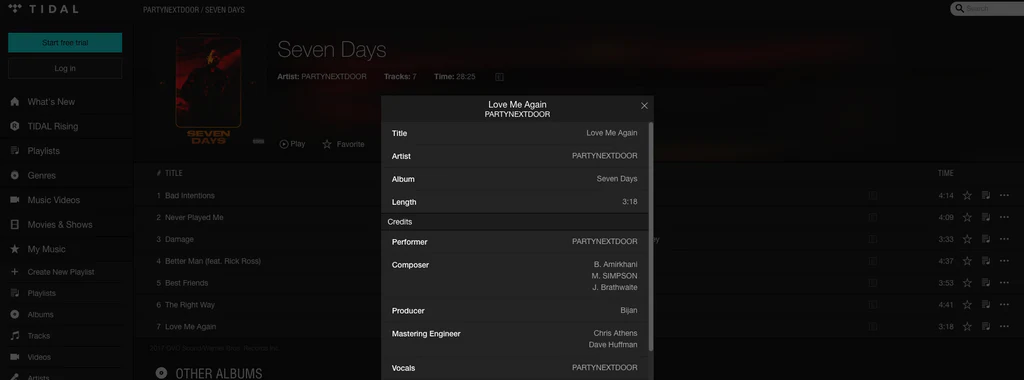 TIDAL
PARTYNEXTDOOR / SEVEN DAYS
Search
Start free trial
Log in
What's New
TIDAL Rising
Playlists
Genres
Music Videos
Movies & Shows
My Music
Create New Playlist
Playlists
Albums
Tracks
Videos
Artists
SEVEN
DAYS
Seven Days
Artist: PARTYNEXTDOOR Tracks: 7 Time: 28:25
Play Favorite
# TITLE TIME
1 Bad Intentions 4:14
2 Never Played Me 4:09
3 Damage 3:33
4 Better Man (feat. Rick Ross) 4:37
5 Best Friends 3:53
6 The Right Way 4:41
7 Love Me Again 3:18
OTHER ALBUMS
Love Me Again
PARTYNEXTDOOR
Title Love Me Again
Artist PARTYNEXTDOOR
Album Seven Days
Length 3:18
Credits
Performer PARTYNEXTDOOR
Composer B. Amirkhani
M. SIMPSON
J. Brathwaite
Producer Bijan
Mastering Engineer Chris Athens
Dave Huffman
Vocals PARTYNEXTDOOR